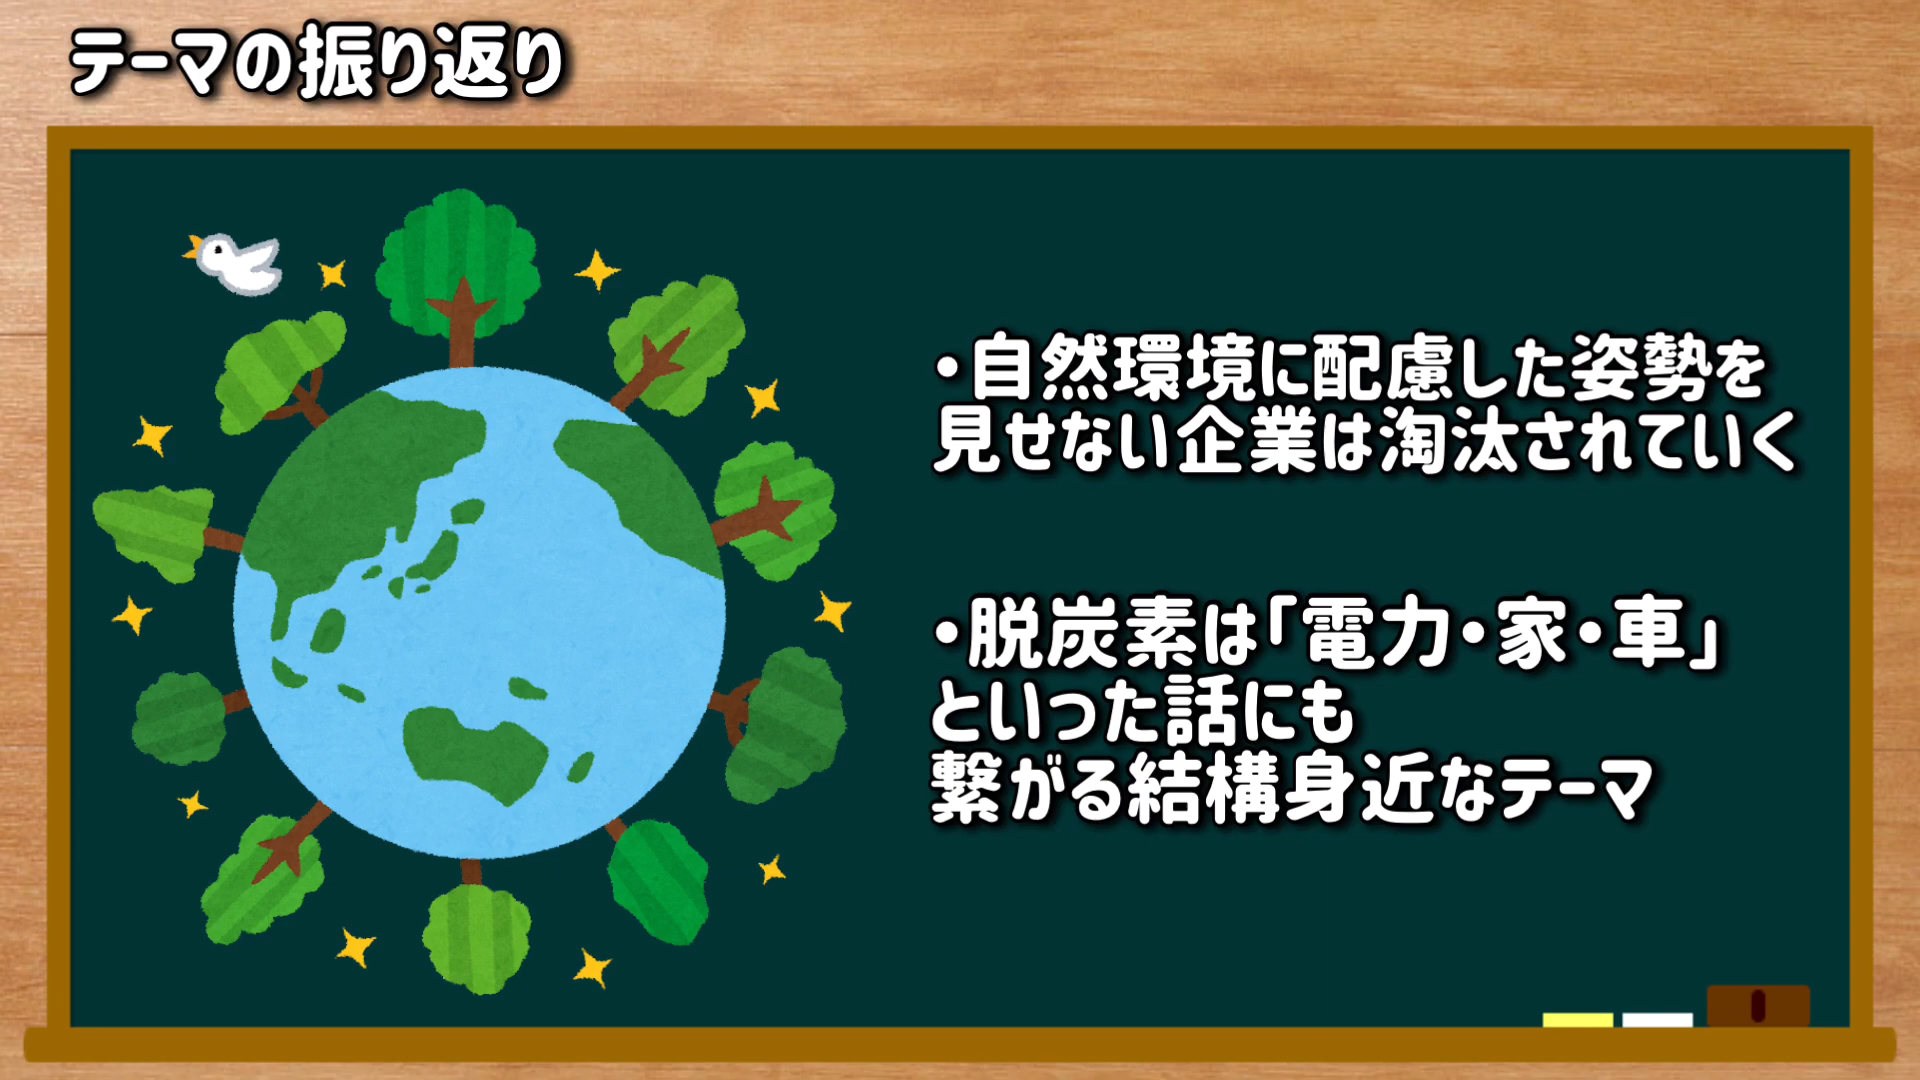 テーマの振り返り
・自然環境に配慮した姿勢を
見せない企業は淘汰されていく
・脱炭素は「電力・家・車」
といった話にも
繋がる結構身近なテーマ